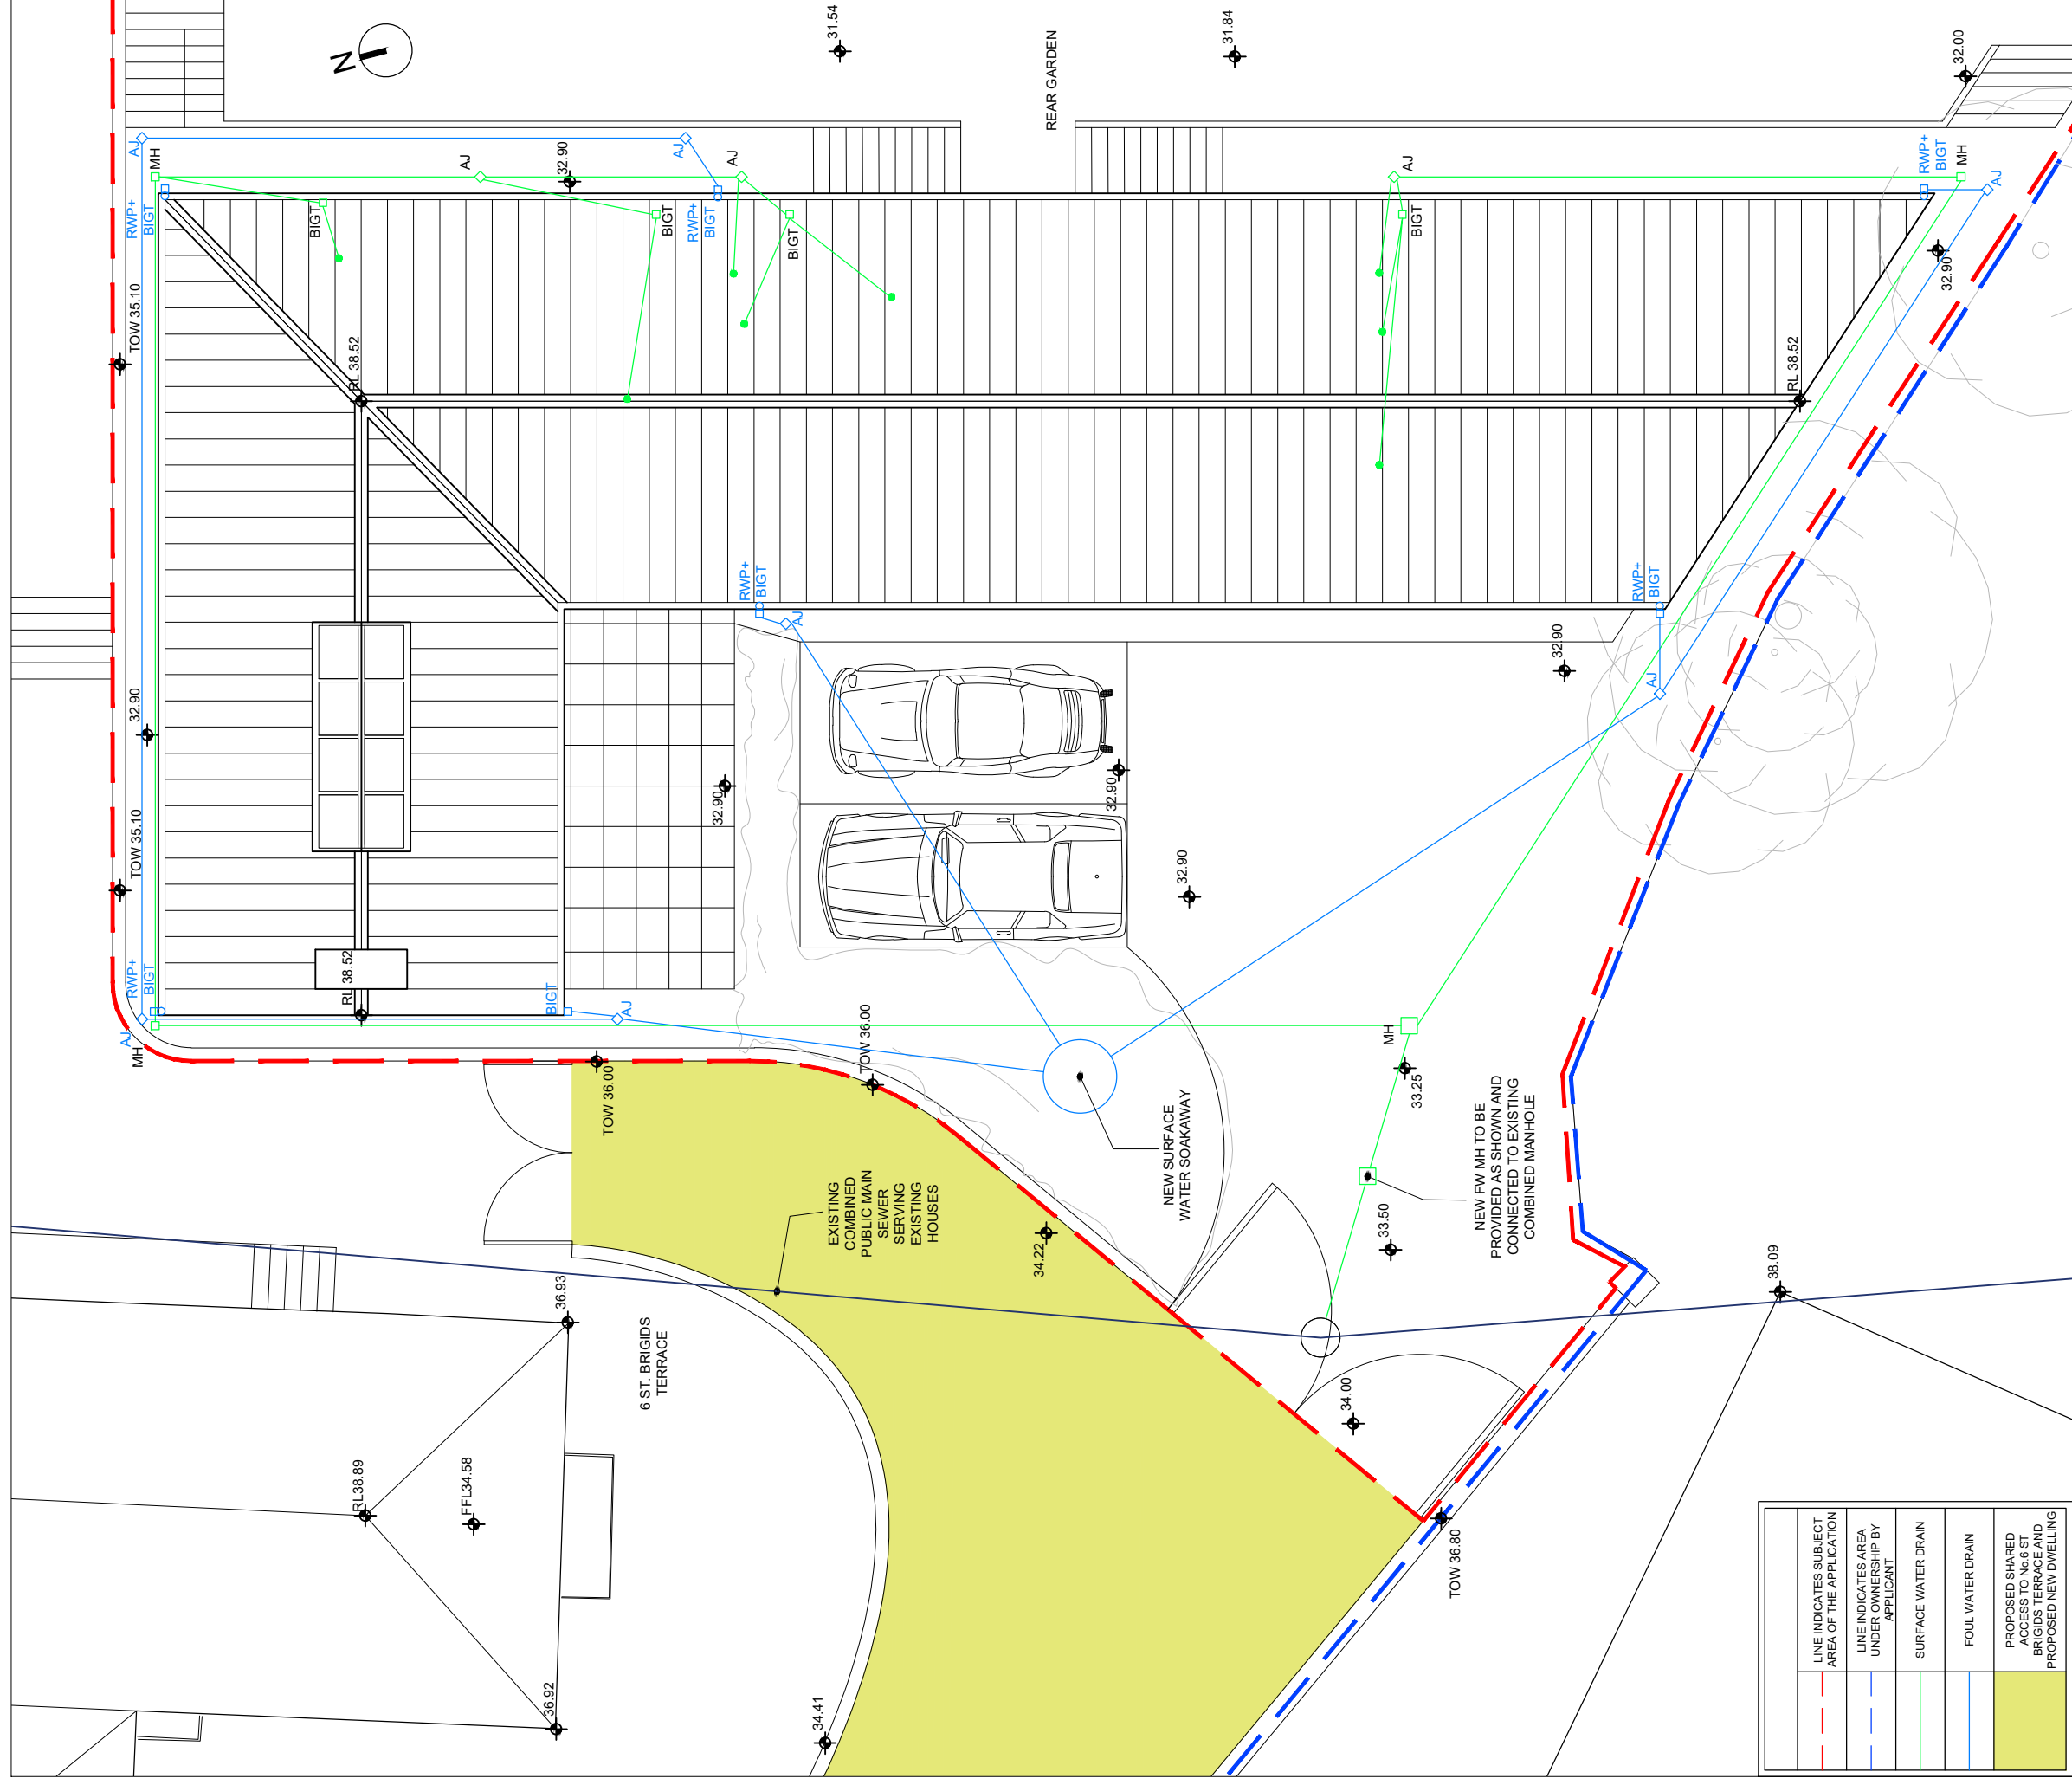 N
31.54
REAR GARDEN
31.84
32.00
AJ
MH
RWP+
BIGT
AJ
32.90
AJ
AJ
AJ
RWP+
BIGT
MH
AJ
BIGT
BIGT
RWP+
BIGT
BIGT
BIGT
32.90
TOW 35.10
RL 38.52
RL 38.52
32.90
RWP+
BIGT
AJ
RWP+
BIGT
AJ
32.90
TOW 35.10
32.90
32.90
32.90
RWP+
BIGT
AJ
MH
RL 38.52
BIGT
AJ
TOW 36.00
TOW 36.00
MH
33.25
NEW SURFACE
WATER SOAKAWAY
NEW FW MH TO BE
PROVIDED AS SHOWN AND
CONNECTED TO EXISTING
COMBINED MANHOLE
EXISTING
COMBINED
PUBLIC MAIN
SEWER
SERVING
EXISTING
HOUSES
34.22
33.50
36.93
6 ST. BRIGIDS
TERRACE
38.09
34.00
RL38.89
FFL34.58
TOW 36.80
36.92
34.41
LINE INDICATES SUBJECT
AREA OF THE APPLICATION
LINE INDICATES AREA
UNDER OWNERSHIP BY
APPLICANT
SURFACE WATER DRAIN
FOUL WATER DRAIN
PROPOSED SHARED
ACCESS TO No.6 ST
BRIGIDS TERRACE AND
PROPOSED NEW DWELLING